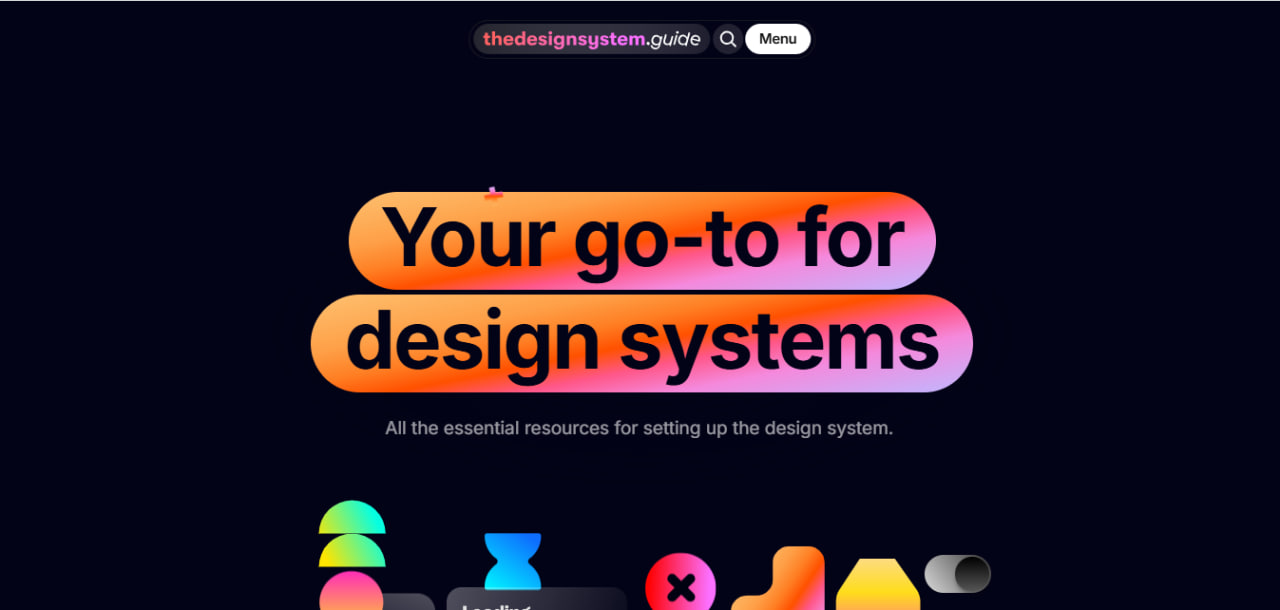 thedesignsystem.guide
Menu
Your go-to for
design systems
All the essential resources for setting up the design system.
Loading